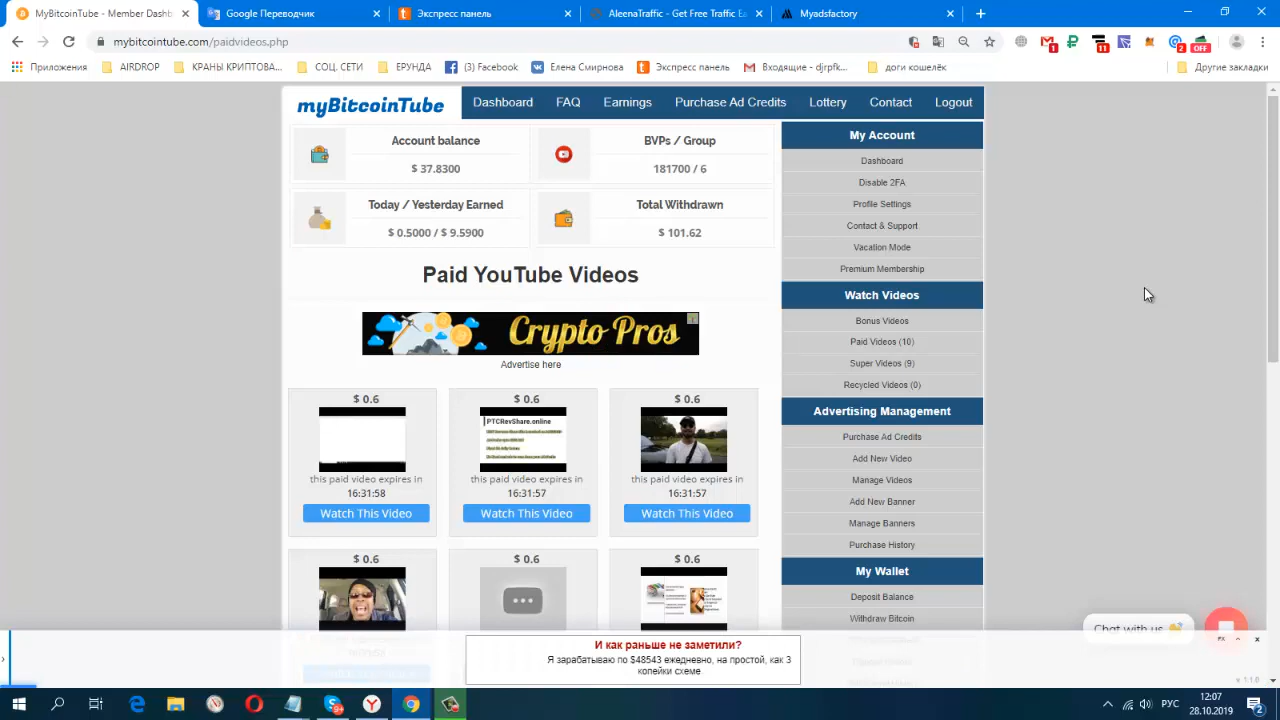 MyBitcoinTube - Member Dashb
Google Переводчик
Экспресс панель
AleenaTraffic - Get Free Traffic Ea
Myadsfactory
mybitcointube.com/paidvideos.php
1
11
2
OFF
Приложения
AIRDROP
КРАНЫ КРИПТОВА...
СОЦ. СЕТИ
ЕРУНДА
(3) Facebook
Елена Смирнова
Экспресс панель
Входящие - djrpfk...
доги кошелёк
Другие закладки
myBitcoinTube
Dashboard
FAQ
Earnings
Purchase Ad Credits
Lottery
Contact
Logout
Account balance
$ 37.8300
BVPs / Group
181700 / 6
Today / Yesterday Earned
$ 0.5000 / $ 9.5900
Total Withdrawn
$ 101.62
Paid YouTube Videos
Crypto Pros
Advertise here
$ 0.6
this paid video expires in
16:31:58
Watch This Video
$ 0.6
PTCRevShare.online
this paid video expires in
16:31:57
Watch This Video
$ 0.6
this paid video expires in
16:31:57
Watch This Video
$ 0.6
$ 0.6
$ 0.6
My Account
Dashboard
Disable 2FA
Profile Settings
Contact & Support
Vacation Mode
Premium Membership
Watch Videos
Bonus Videos
Paid Videos (10)
Super Videos (9)
Recycled Videos (0)
Advertising Management
Purchase Ad Credits
Add New Video
Manage Videos
Add New Banner
Manage Banners
Purchase History
My Wallet
Deposit Balance
Withdraw Bitcoin
Chat with us
И как раньше не заметили?
Я зарабатываю по $48543 ежедневно, на простой, как 3
копейки схеме
v 1.1.8
РУС
12:07
28.10.2019
2